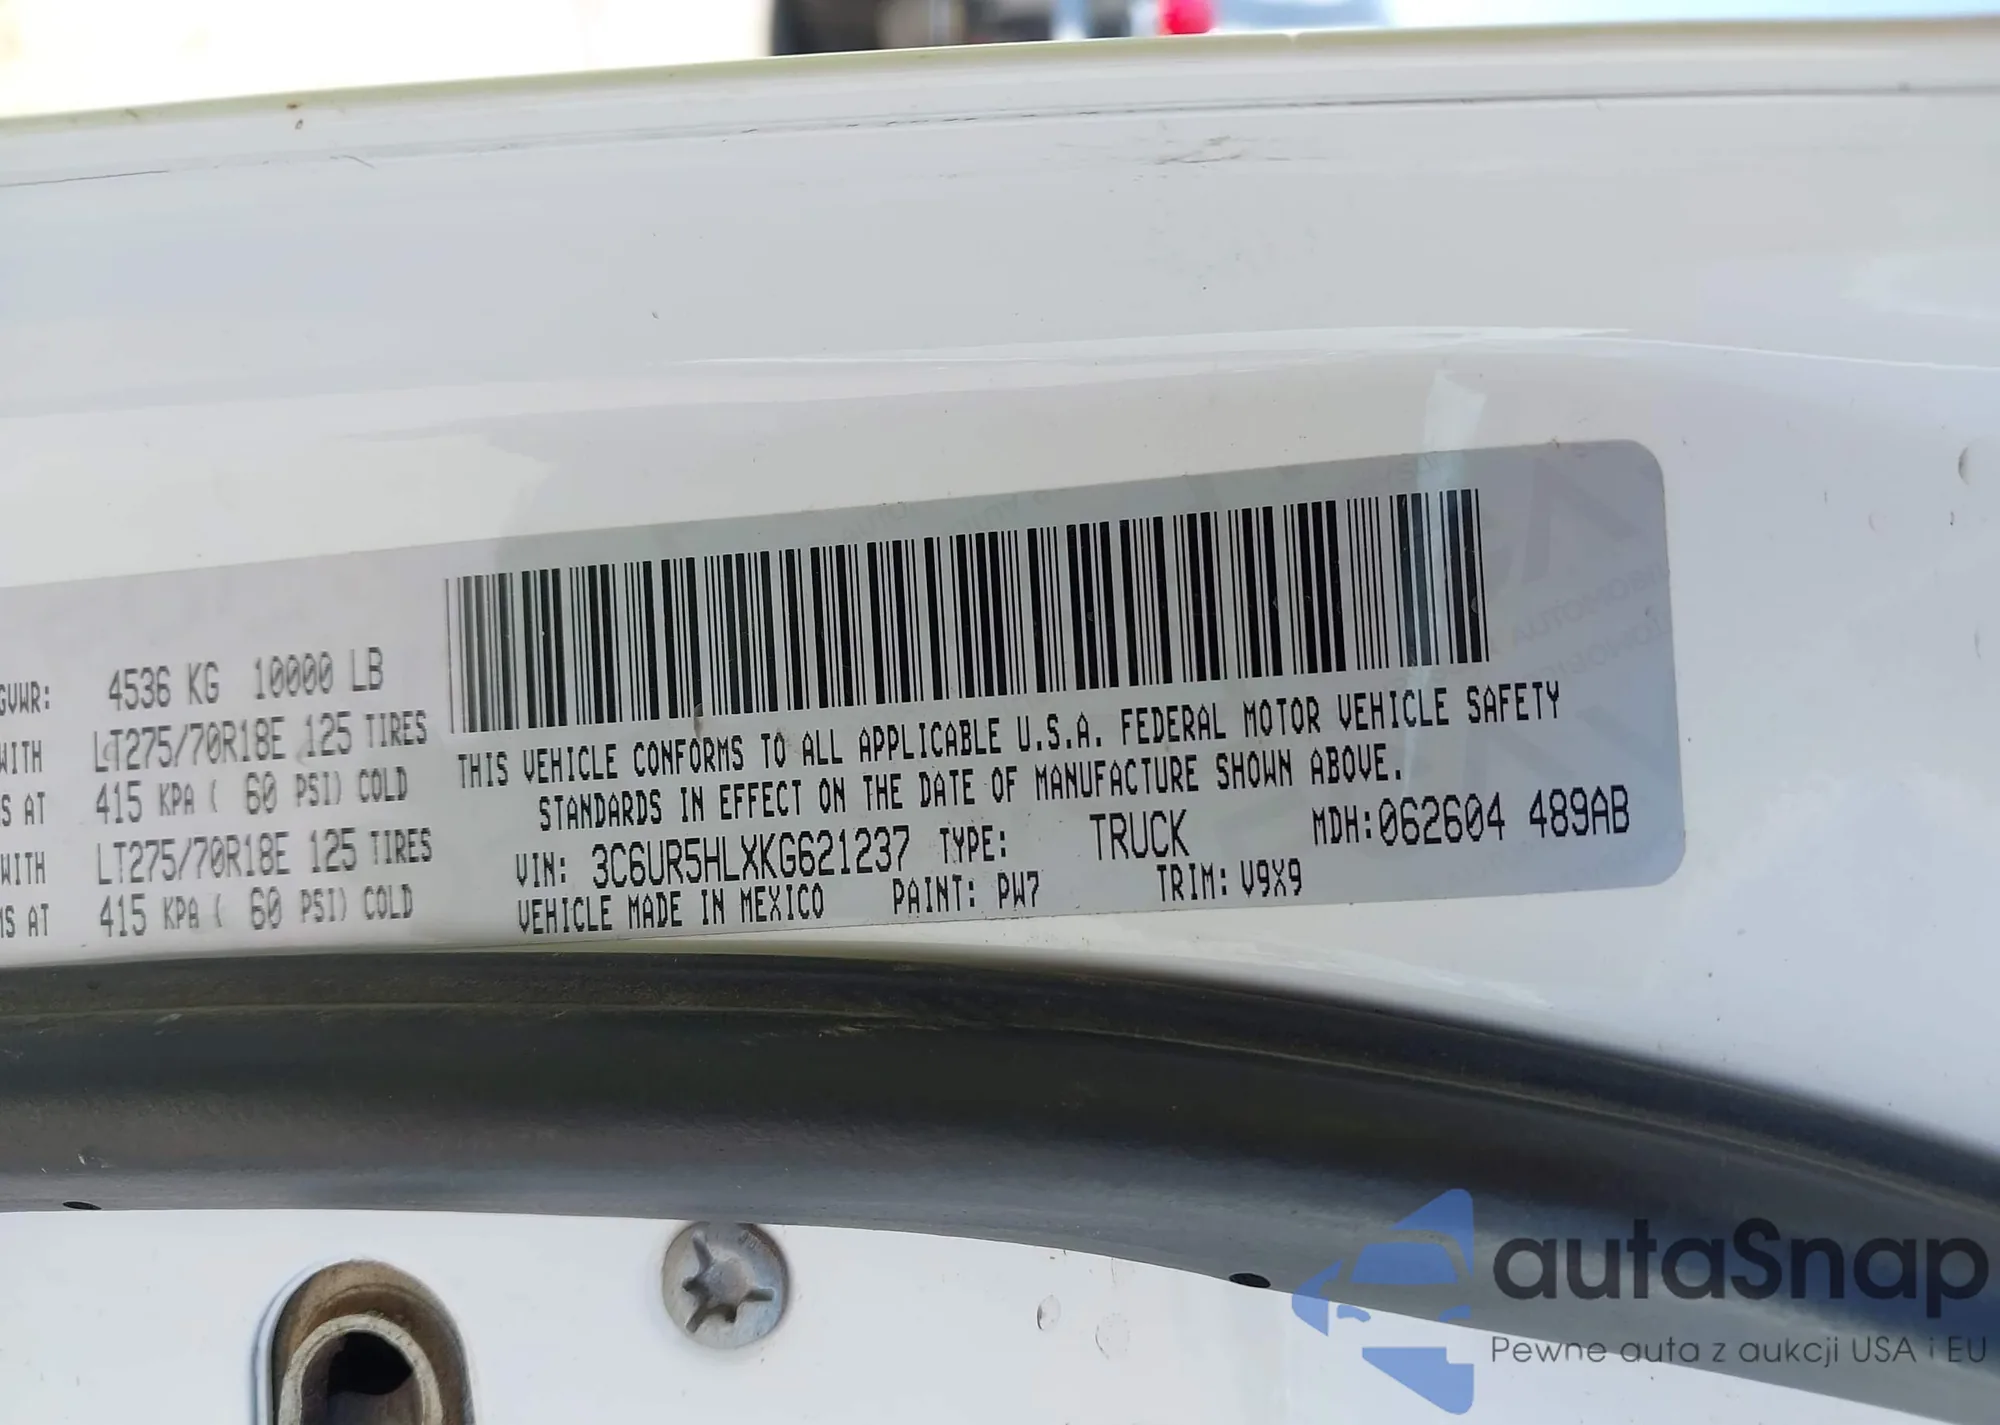 GVWR: 4536 KG 10000 LB
WITH LT275/70R18E 125 TIRES
S AT 415 KPA ( 60 PSI) COLD
WITH LT275/70R18E 125 TIRES
MS AT 415 KPA ( 60 PSI) COLD
THIS VEHICLE CONFORMS TO ALL APPLICABLE U.S.A. FEDERAL MOTOR VEHICLE SAFETY
STANDARDS IN EFFECT ON THE DATE OF MANUFACTURE SHOWN ABOVE.
VIN: 3C6UR5HLXKG621237 TYPE: TRUCK MDH:062604 489AB
VEHICLE MADE IN MEXICO PAINT: PW7 TRIM: V9X9
autaSnap
Pewne auta z aukcji USA i EU